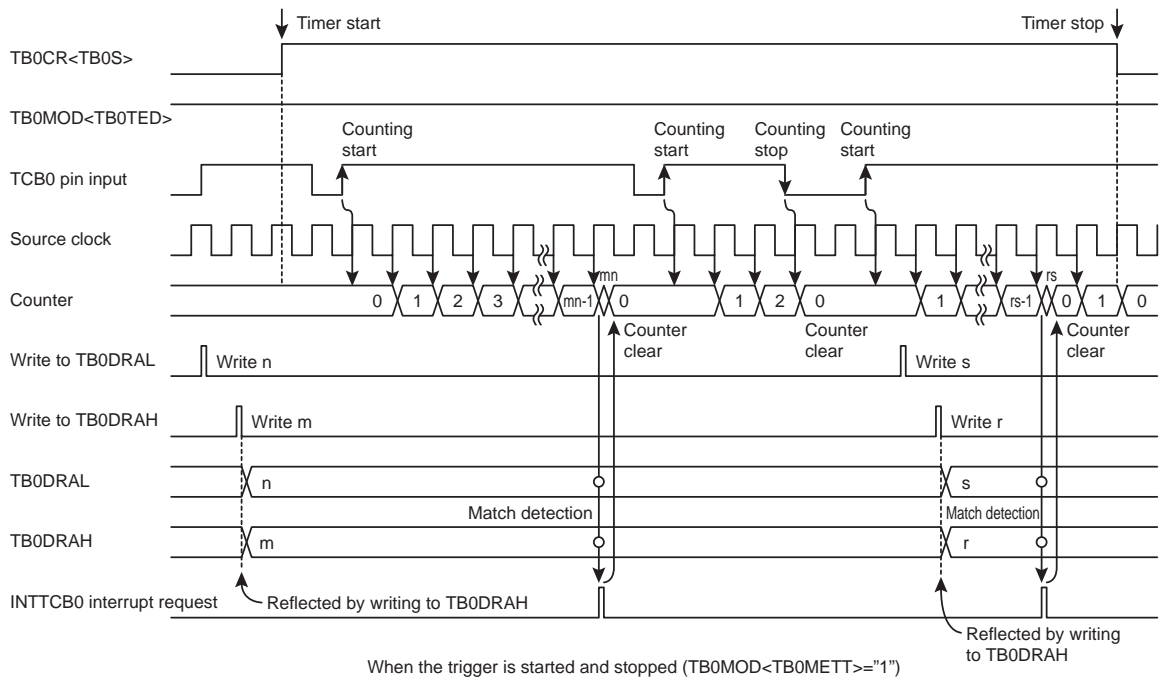 Timer start
Timer stop
TB0CR<TB0S>
TB0MOD<TB0TED>
Counting
start
Counting
start
Counting
stop
Counting
start
TCB0 pin input
Source clock
Counter
0 1 2 3 mn-1 mn 0 1 2 0 1 rs-1 rs 0 1 0
Counter
clear
Counter
clear
Counter
clear
Write to TB0DRAL
Write n
Write s
Write to TB0DRAH
Write m
Write r
TB0DRAL
n
s
Match detection
Match detection
TB0DRAH
m
r
INTTCB0 interrupt request
Reflected by writing to TB0DRAH
Reflected by writing
to TB0DRAH
When the trigger is started and stopped (TB0MOD<TB0METT>=”1”)